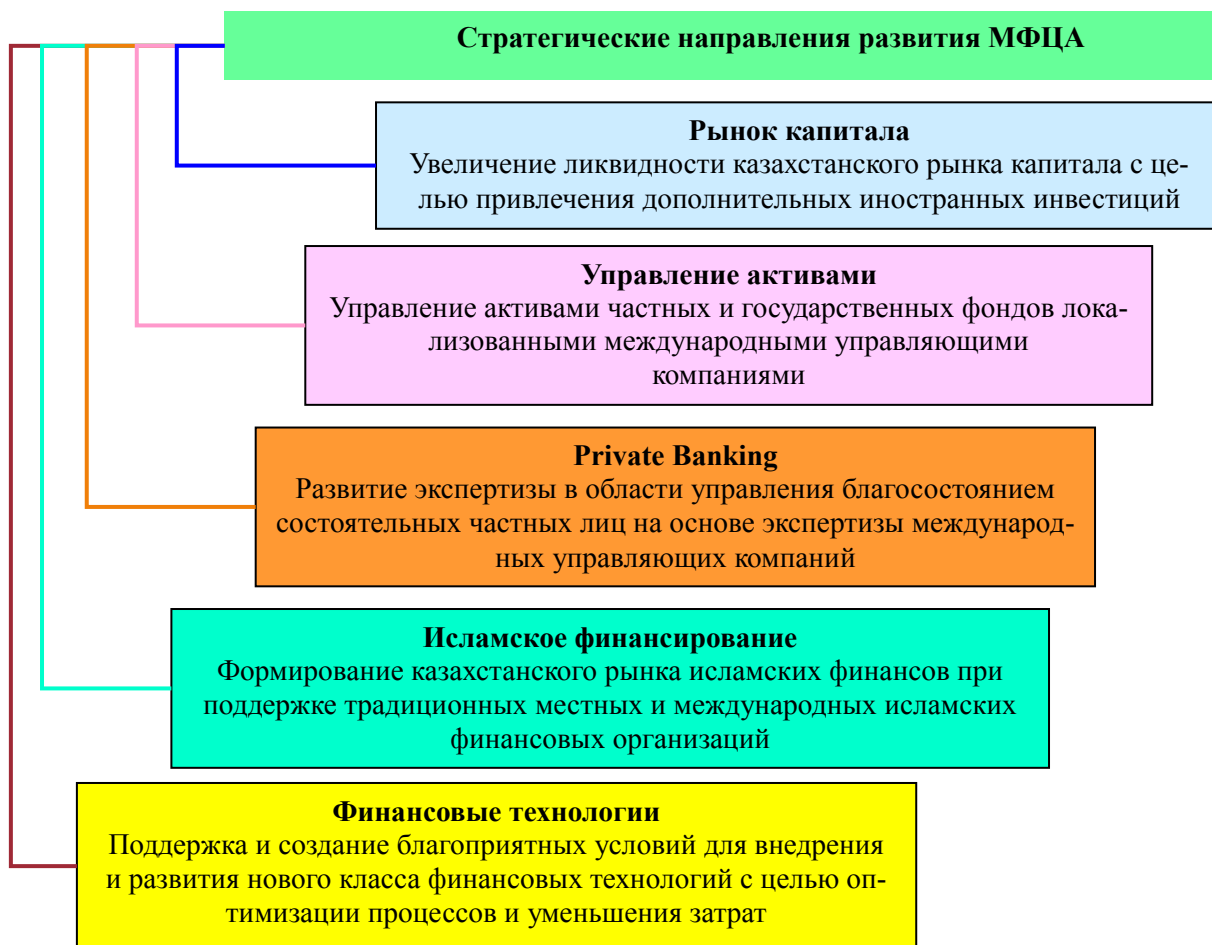 Стратегические направления развития МФЦА
Рынок капитала
Увеличение ликвидности казахстанского рынка капитала с це-
лью привлечения дополнительных иностранных инвестиций
Управление активами
Управление активами частных и государственных фондов лока-
лизованными международными управляющими
компаниями
Private Banking
Развитие экспертизы в области управления благосостоянием
состоятельных частных лиц на основе экспертизы международ-
ных управляющих компаний
Исламское финансирование
Формирование казахстанского рынка исламских финансов при
поддержке традиционных местных и международных исламских
финансовых организаций
Финансовые технологии
Поддержка и создание благоприятных условий для внедрения
и развития нового класса финансовых технологий с целью оп-
тимизации процессов и уменьшения затрат